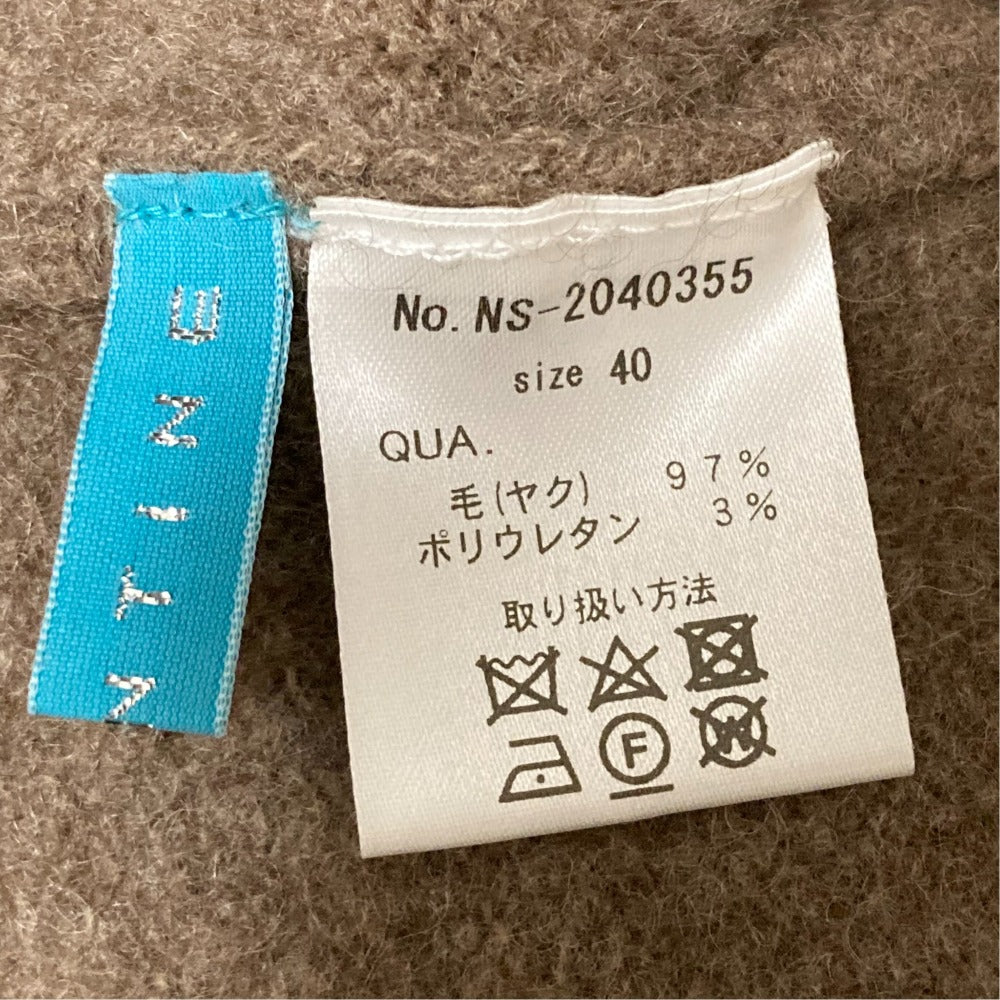 NTINE
No. NS-2040355
size 40
QUA.
毛(ヤク) 97%
ポリウレタン 3%
取り扱い方法
F
W